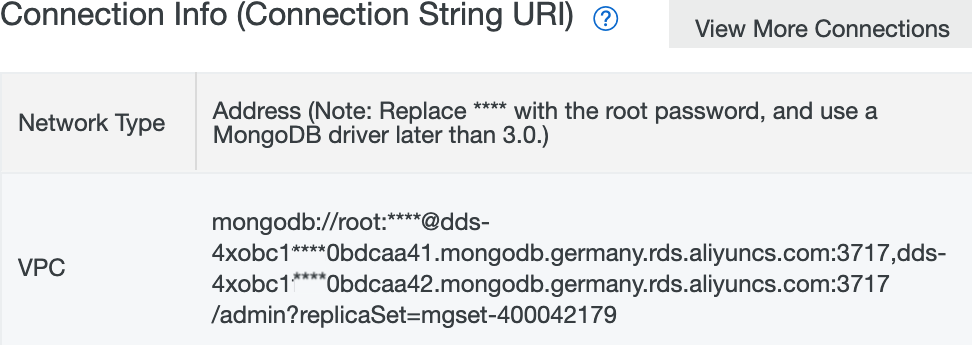 Connection Info (Connection String URI) ?
View More Connections
Network Type
Address (Note: Replace **** with the root password, and use a
MongoDB driver later than 3.0.)
VPC
mongodb://root:****@dds-
4xobc1****0bdcaa41.mongodb.germany.rds.aliyuncs.com:3717,dds-
4xobc1****0bdcaa42.mongodb.germany.rds.aliyuncs.com:3717
/admin?replicaSet=mgset-400042179